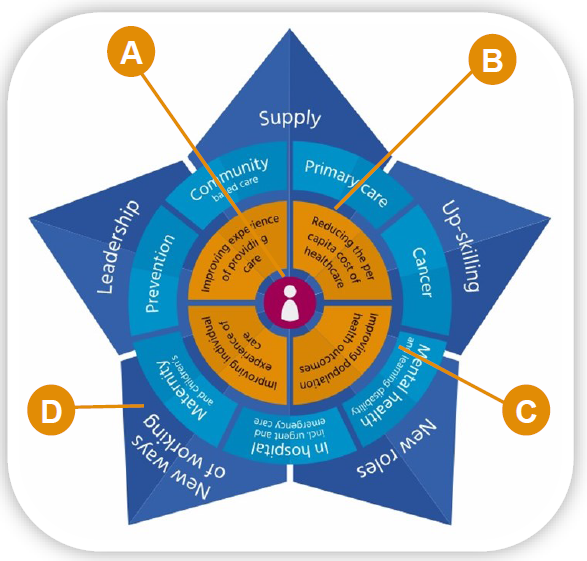 A
B
Supply
Community
based care
Primary care
Leadership
Up-skilling
Prevention
Cancer
Improving experience
of providing
care
Reducing the per
capita cost of
healthcare
Improving individual
experience of
care
Improving population
health outcomes
Maternity
and children's
Mental health
and learning disability
In hospital
incl. urgent and
emergency care
D
C
New ways
of working
New roles